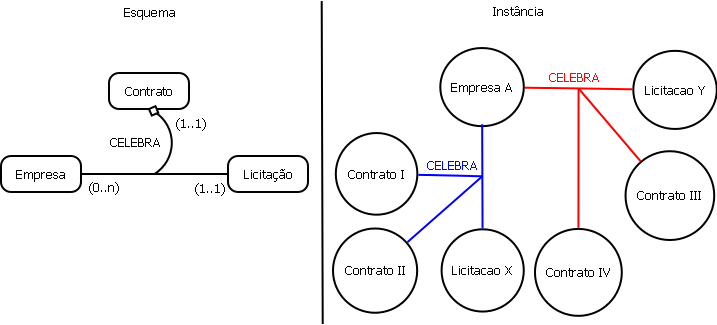 Esquema
Contrato
(1..1)
CELEBRA
Empresa
(0..n)
(1..1)
Licitação
Instância
Empresa A
CELEBRA
Licitacao Y
Contrato I
CELEBRA
Contrato III
Contrato II
Licitacao X
Contrato IV